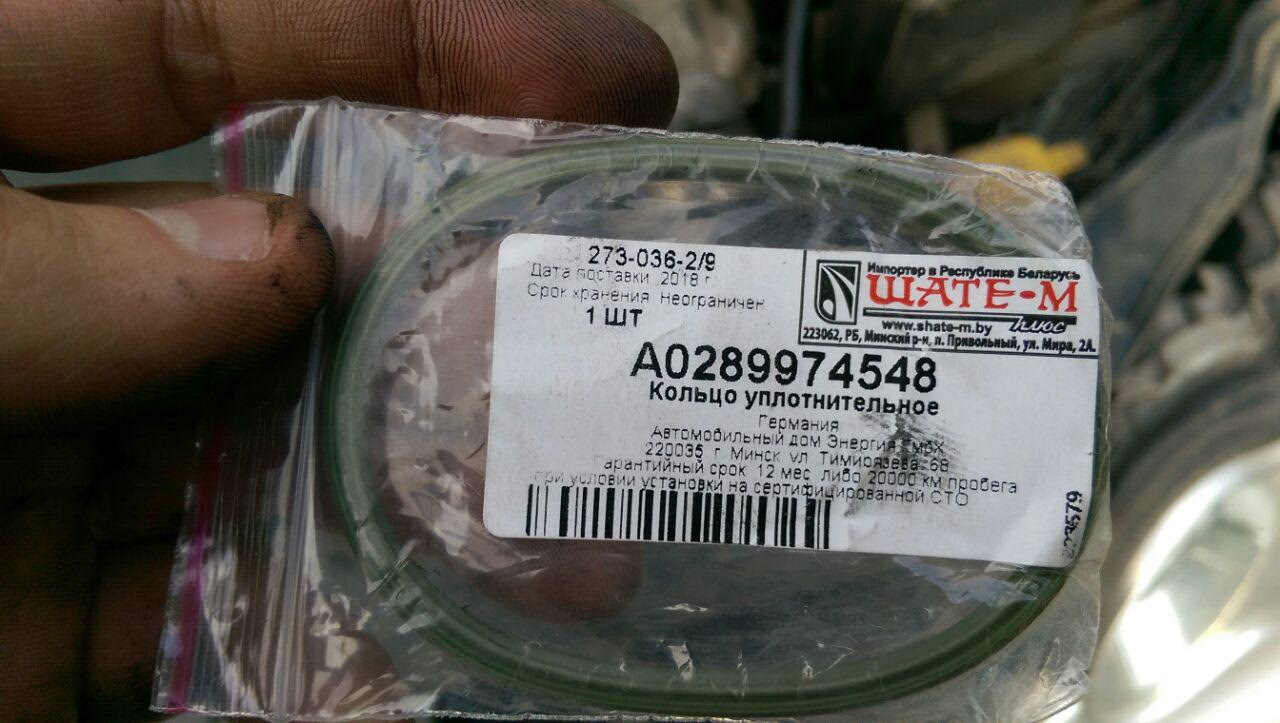 273-036-2/9
Дата поставки 2018 г.
Срок хранения неограничен
1 ШТ
Импортер в Республике Беларусь
ШАТЕ-М
плюс
www.shate-m.by
223062, РБ, Минский р-н, п. Привольный, ул. Мира, 2А.
A0289974548
Кольцо уплотнительное
Германия
Автомобильный дом Энергия Гмбх
220035 г. Минск ул. Тимирязева 68
Гарантийный срок 12 мес. либо 20000 км пробега
при условии установки на сертифицированной СТО